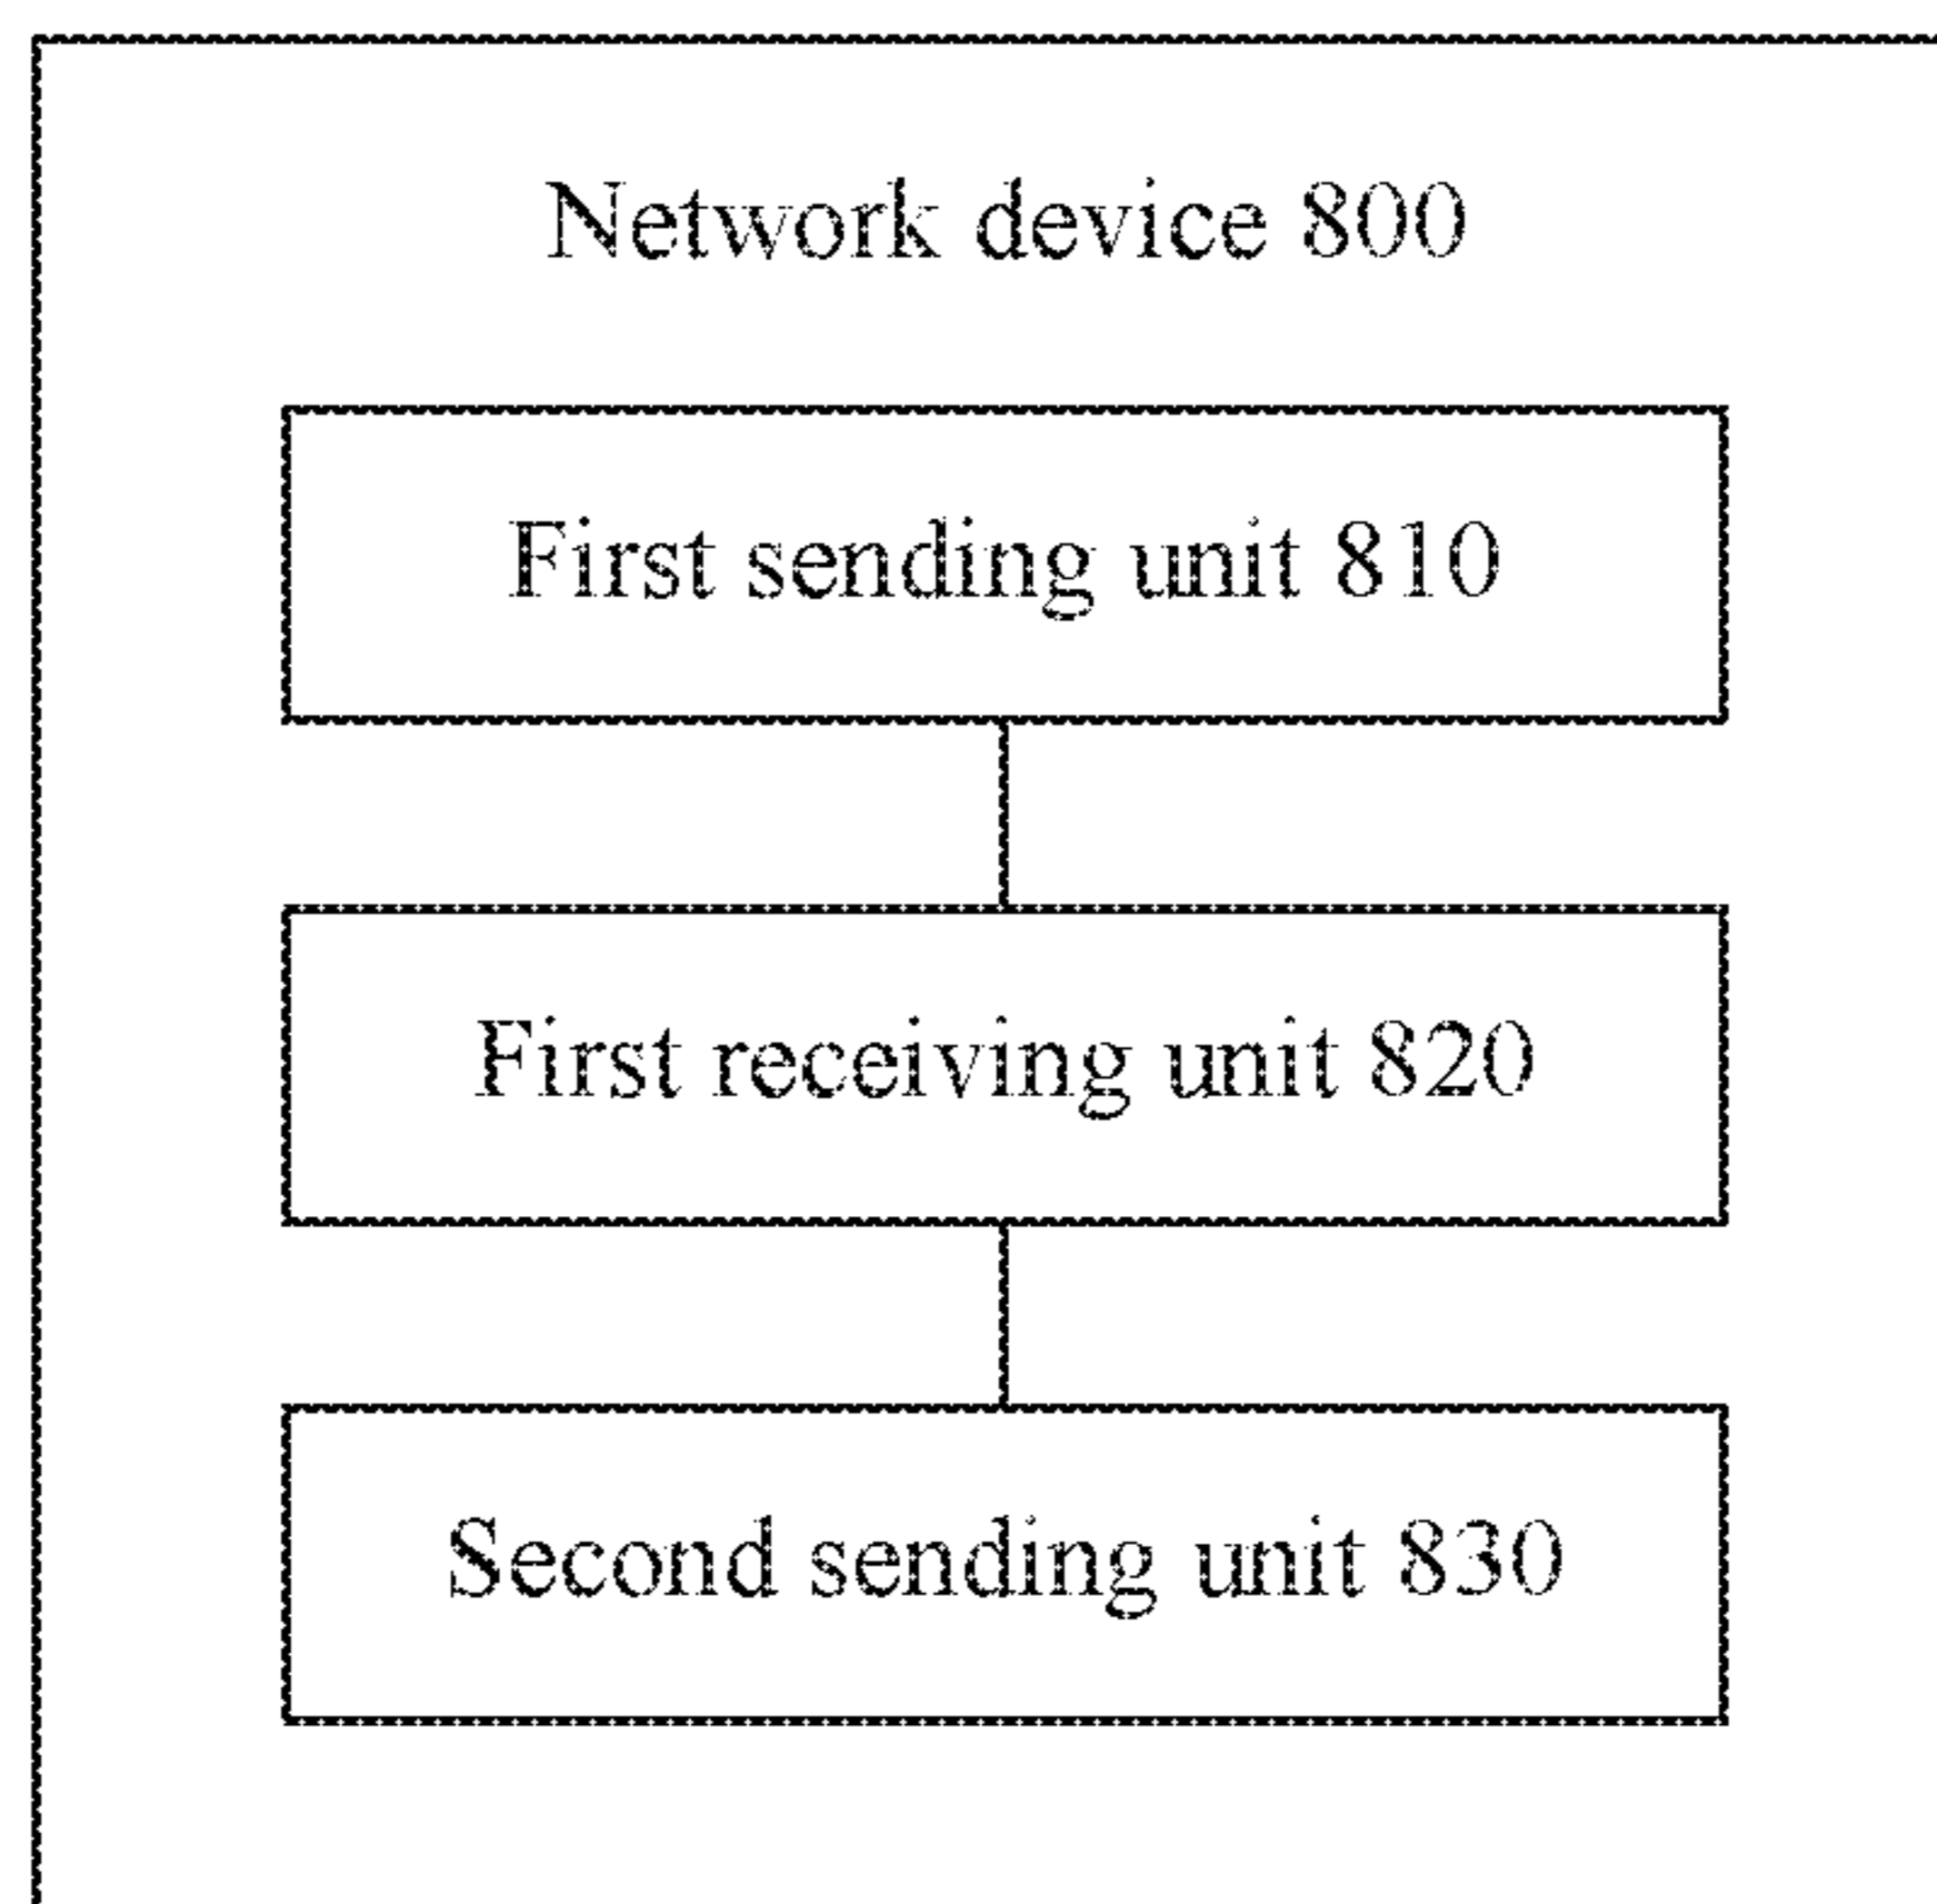 Network device 800
First sending unit 810
First receiving unit 820
Second sending unit 830